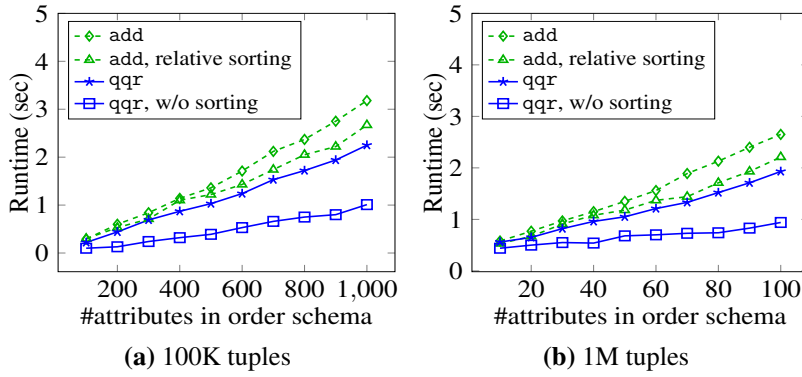 5
4
3
2
1
0
Runtime (sec)
add
add, relative sorting
qqr
qqr, w/o sorting
200 400 600 800 1,000
#attributes in order schema
(a) 100K tuples
5
4
3
2
1
0
Runtime (sec)
add
add, relative sorting
qqr
qqr, w/o sorting
20 40 60 80 100
#attributes in order schema
(b) 1M tuples